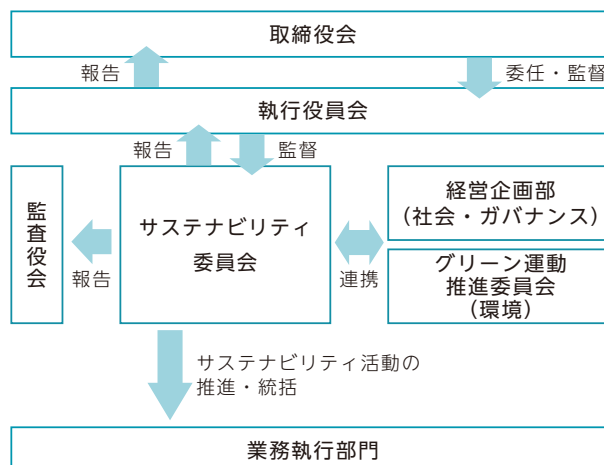 取締役会
報告
委任・監督
執行役員会
報告
監督
監査役会
報告
サステナビリティ
委員会
連携
経営企画部
（社会・ガバナンス）
グリーン運動
推進委員会
（環境）
サステナビリティ活動の
推進・統括
業務執行部門